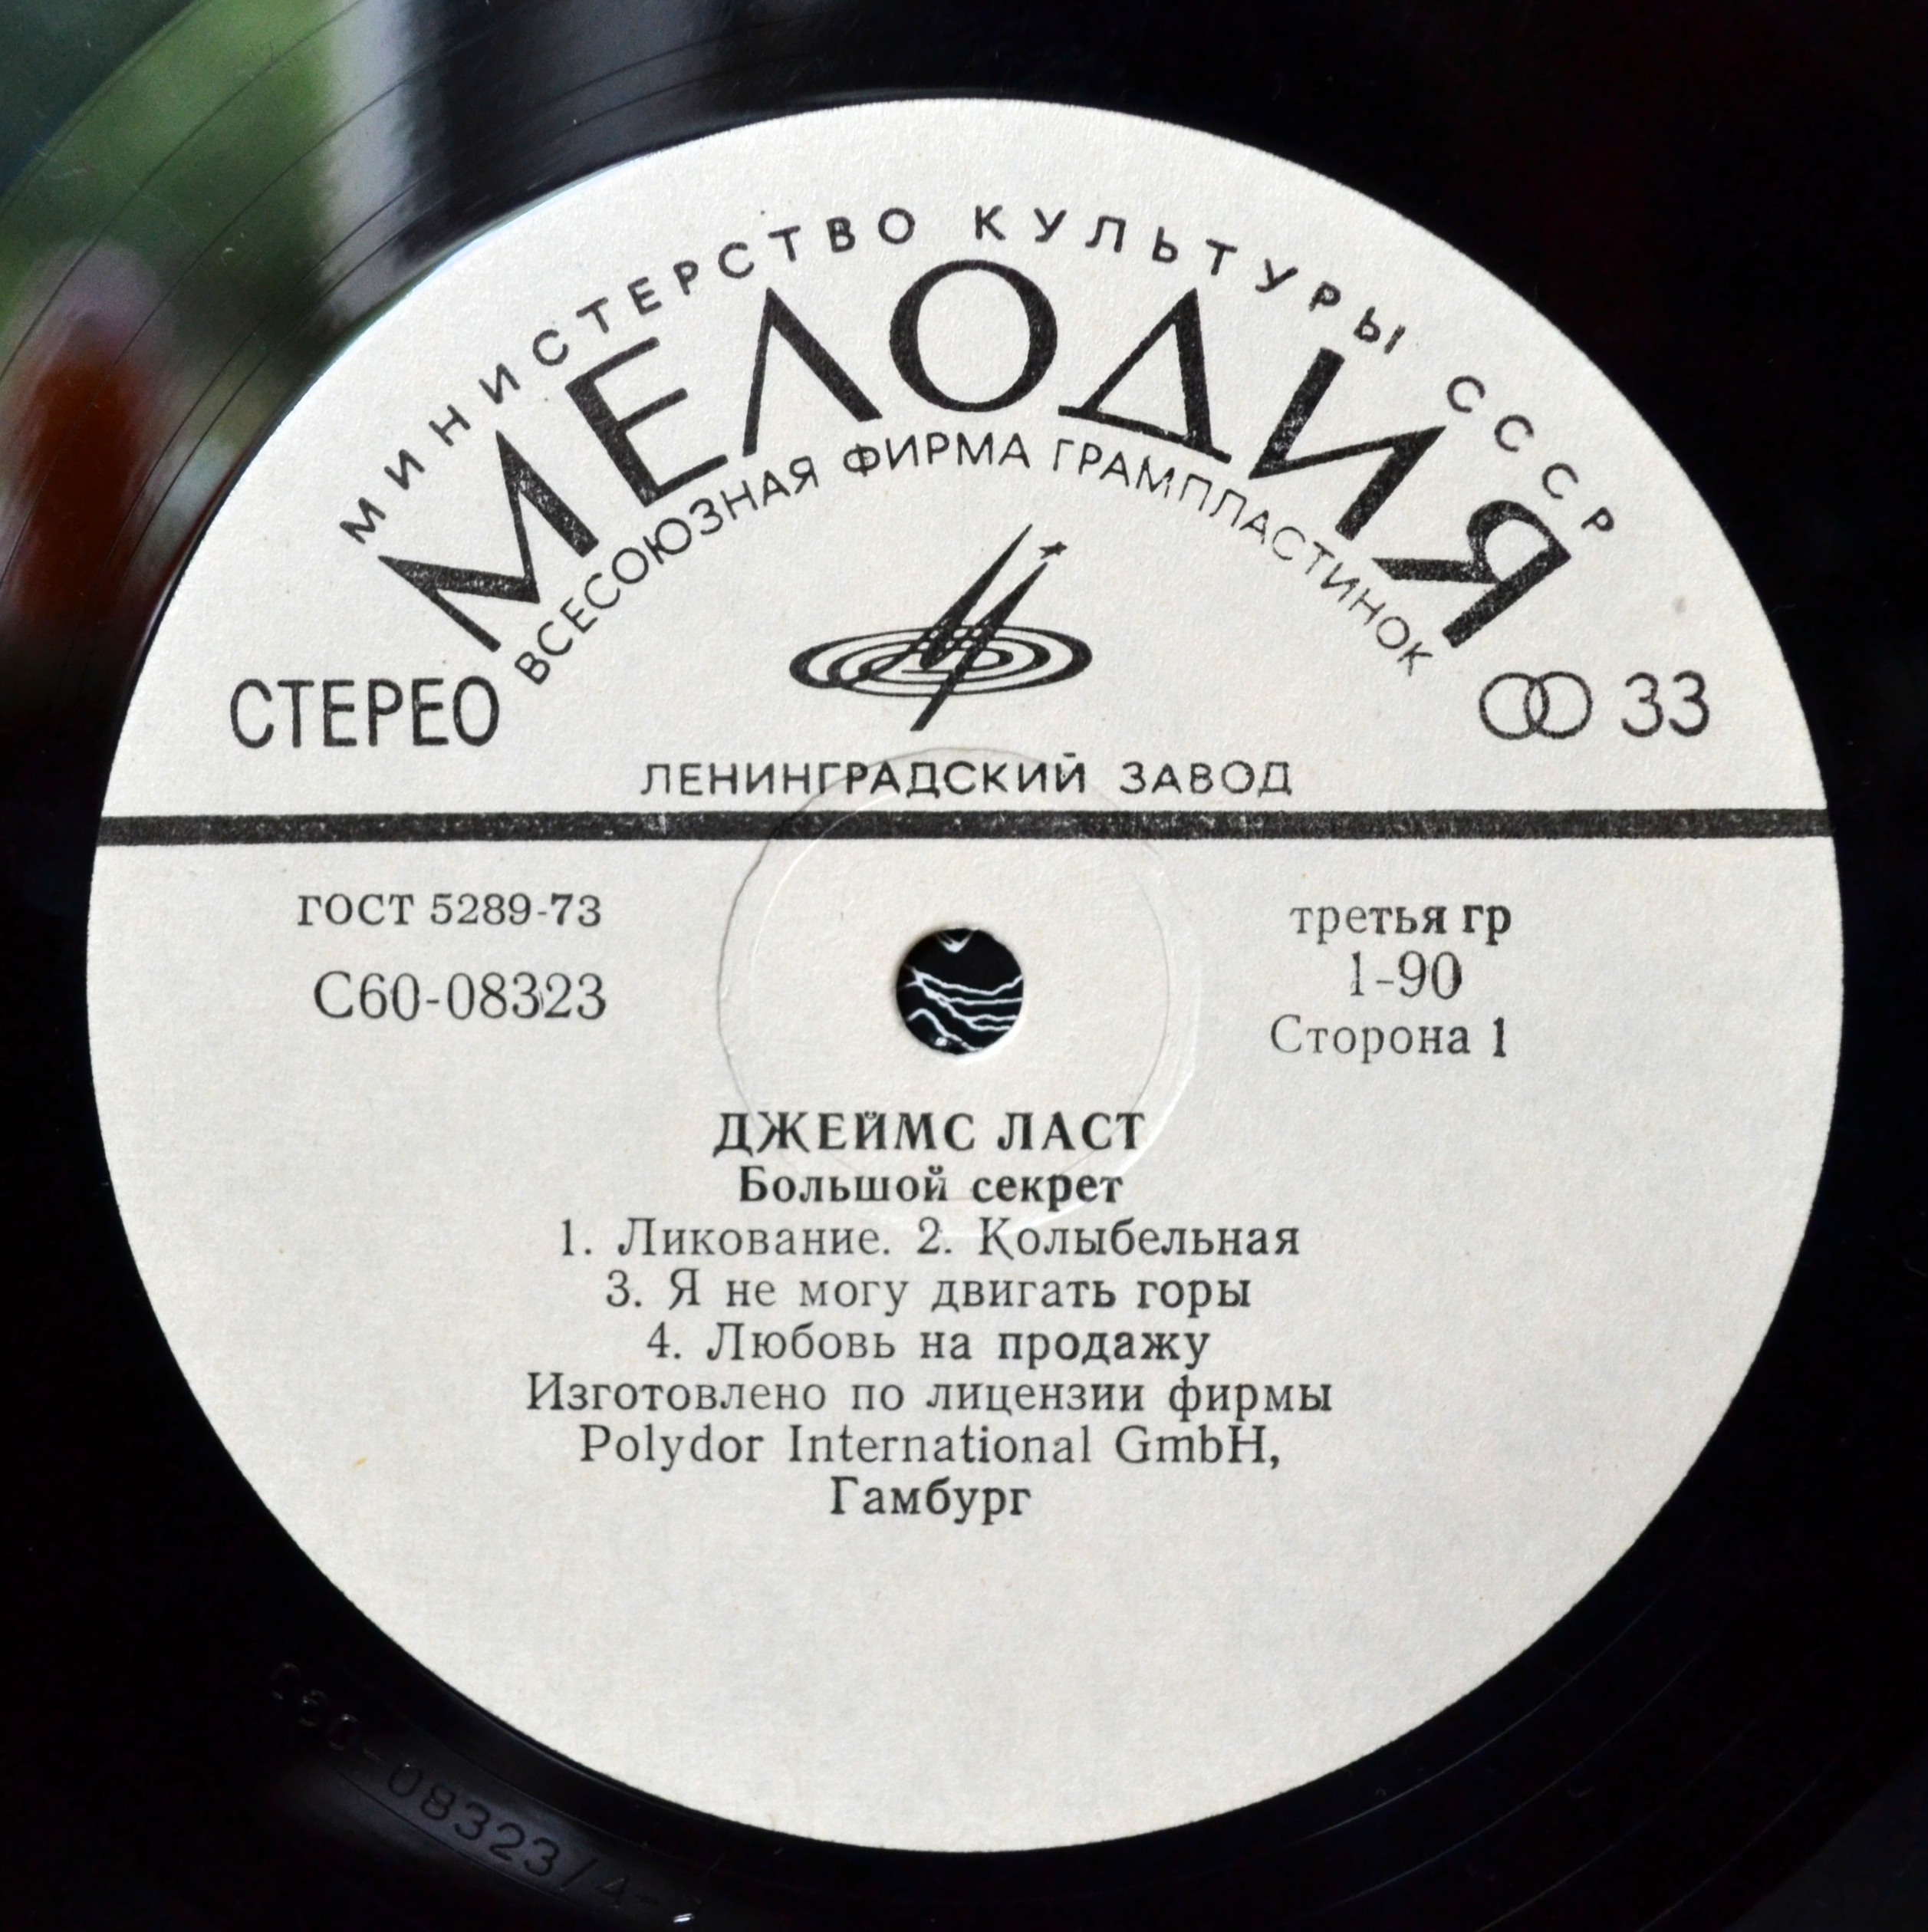 МИНИСТЕРСТВО КУЛЬТУРЫ СССР
МЕЛОДИЯ
ВСЕСОЮЗНАЯ ФИРМА ГРАМПЛАСТИНОК
СТЕРЕО
33
ЛЕНИНГРАДСКИЙ ЗАВОД
ГОСТ 5289-73
третья гр
С60-08323
1-90
Сторона 1
ДЖЕЙМС ЛАСТ
Большой секрет
1. Ликование. 2. Колыбельная
3. Я не могу двигать горы
4. Любовь на продажу
Изготовлено по лицензии фирмы
Polydor International GmbH,
Гамбург